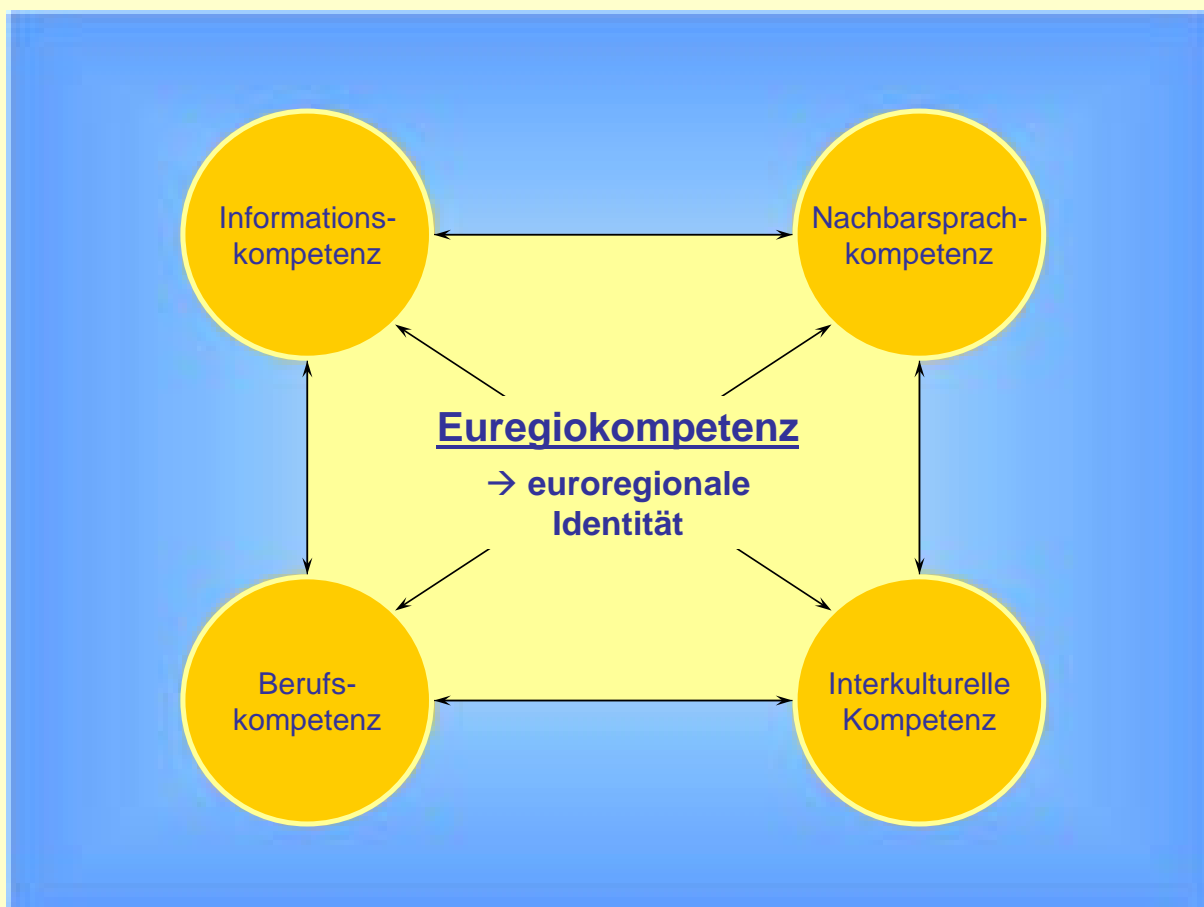 Informations-
kompetenz
Nachbarsprach-
kompetenz
Euregiokompetenz
→ euroregionale
Identität
Berufs-
kompetenz
Interkulturelle
Kompetenz